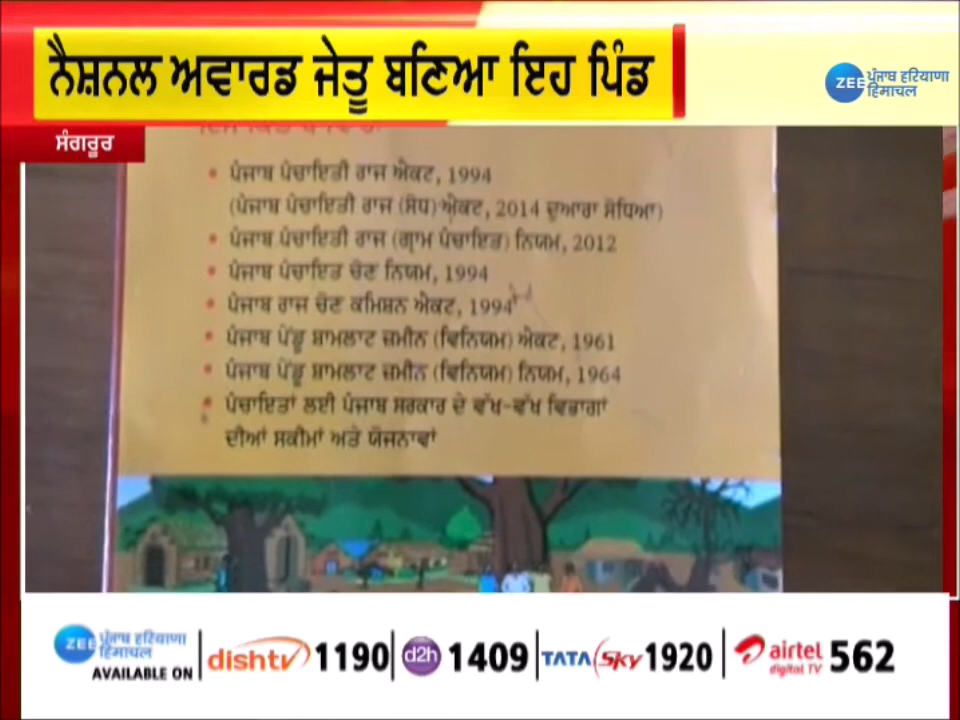 ਨੈਸ਼ਨਲ ਅਵਾਰਡ ਜੇਤੂ ਬਣਿਆ ਇਹ ਪਿੰਡ
ZEE ਪੰਜਾਬ ਹਰਿਆਣਾ ਹਿਮਾਚਲ
ਸੰਗਰੂਰ
• ਪੰਜਾਬ ਪੰਚਾਇਤੀ ਰਾਜ ਐਕਟ, 1994
(ਪੰਜਾਬ ਪੰਚਾਇਤੀ ਰਾਜ (ਸੋਧ) ਐਕਟ, 2014 ਦੁਆਰਾ ਸੋਧਿਆ)
• ਪੰਜਾਬ ਪੰਚਾਇਤੀ ਰਾਜ (ਗ੍ਰਾਮ ਪੰਚਾਇਤ) ਨਿਯਮ, 2012
• ਪੰਜਾਬ ਪੰਚਾਇਤ ਚੋਣ ਨਿਯਮ, 1994
• ਪੰਜਾਬ ਰਾਜ ਚੋਣ ਕਮਿਸ਼ਨ ਐਕਟ, 1994
• ਪੰਜਾਬ ਪੇਂਡੂ ਸ਼ਾਮਲਾਟ ਜ਼ਮੀਨ (ਵਿਨਿਯਮ) ਐਕਟ, 1961
• ਪੰਜਾਬ ਪੇਂਡੂ ਸ਼ਾਮਲਾਟ ਜ਼ਮੀਨ (ਵਿਨਿਯਮ) ਨਿਯਮ, 1964
• ਪੰਚਾਇਤਾਂ ਲਈ ਪੰਜਾਬ ਸਰਕਾਰ ਦੇ ਵੱਖ-ਵੱਖ ਵਿਭਾਗਾਂ
ਦੀਆਂ ਸਕੀਮਾਂ ਅਤੇ ਯੋਜਨਾਵਾਂ
ZEE ਪੰਜਾਬ ਹਰਿਆਣਾ ਹਿਮਾਚਲ
AVAILABLE ON
dishtv 1190 d2h 1409 TATA Sky 1920 airtel digital TV 562